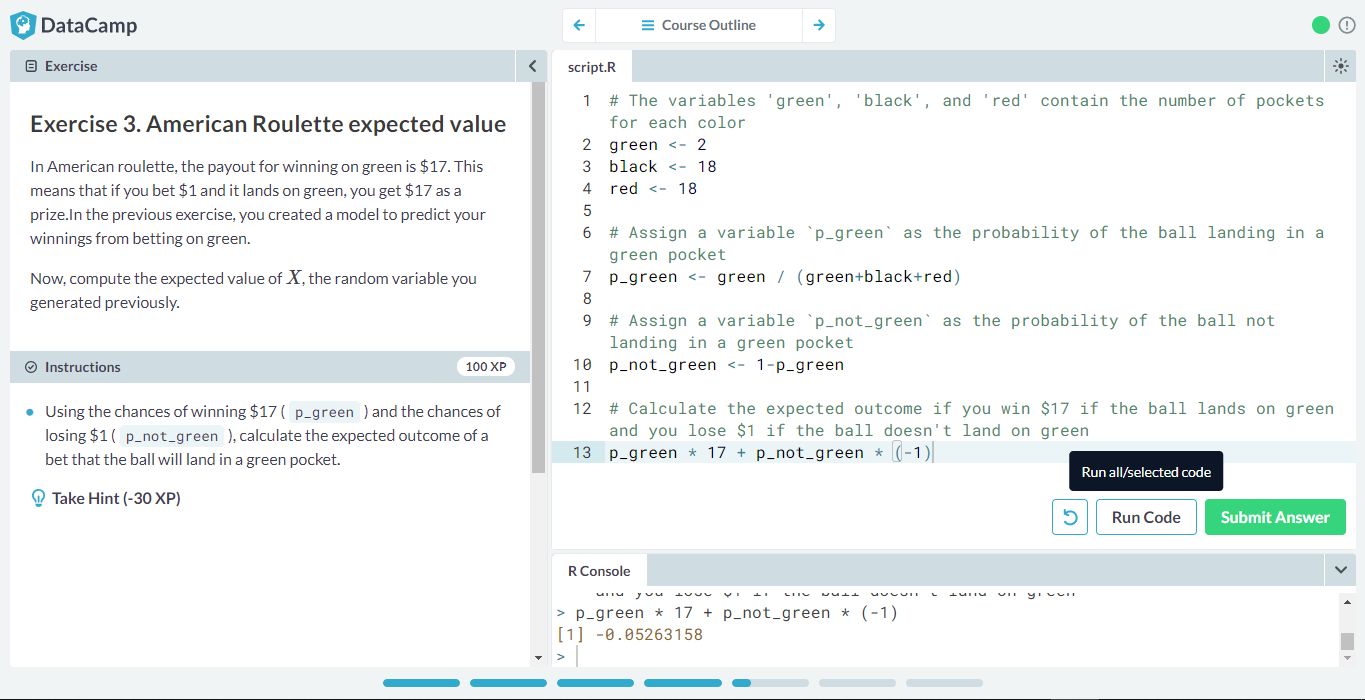 DataCamp
Course Outline
Exercise
Exercise 3. American Roulette expected value
In American roulette, the payout for winning on green is $17. This
means that if you bet $1 and it lands on green, you get $17 as a
prize.In the previous exercise, you created a model to predict your
winnings from betting on green.
Now, compute the expected value of X, the random variable you
generated previously.
Instructions
100 XP
Using the chances of winning $17 ( p_green ) and the chances of
losing $1 ( p_not_green ), calculate the expected outcome of a
bet that the ball will land in a green pocket.
Take Hint (-30 XP)
script.R
1 # The variables 'green', 'black', and 'red' contain the number of pockets
for each color
2 green <- 2
3 black <- 18
4 red <- 18
5
6 # Assign a variable `p_green` as the probability of the ball landing in a
green pocket
7 p_green <- green / (green+black+red)
8
9 # Assign a variable `p_not_green` as the probability of the ball not
landing in a green pocket
10 p_not_green <- 1-p_green
11
12 # Calculate the expected outcome if you win $17 if the ball lands on green
and you lose $1 if the ball doesn't land on green
13 p_green * 17 + p_not_green * (-1)
Run all/selected code
Run Code
Submit Answer
R Console
and you lose $1 if the ball doesn't land on green
> p_green * 17 + p_not_green * (-1)
[1] -0.05263158
>